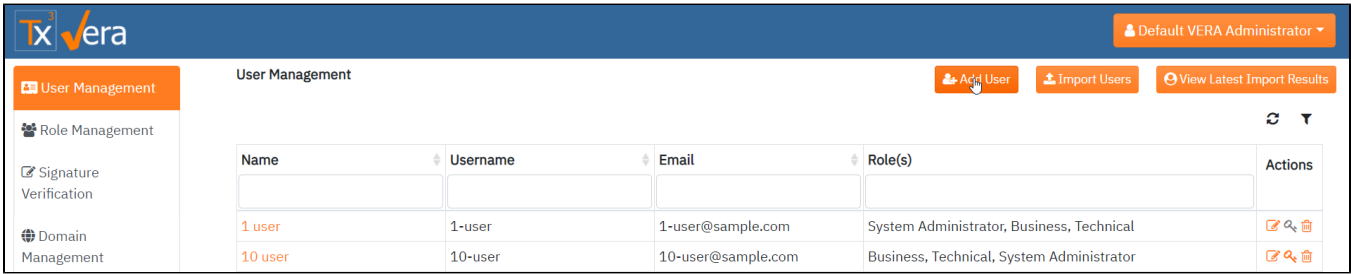 Tx3 Vera
Default VERA Administrator
User Management
User Management
Add User
Import Users
View Latest Import Results
Role Management
Signature
Verification
Domain
Management
Name
Username
Email
Role(s)
Actions
1 user
1-user
1-user@sample.com
System Administrator, Business, Technical
10 user
10-user
10-user@sample.com
Business, Technical, System Administrator